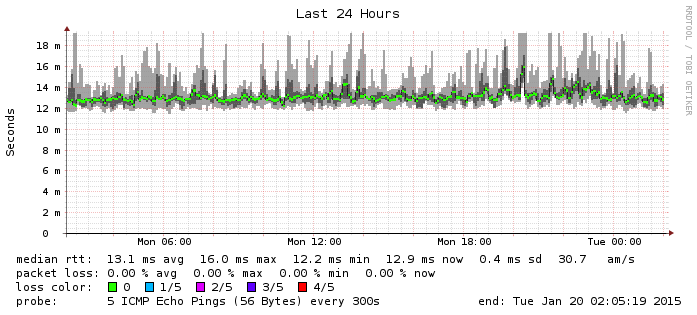 Last 24 Hours
RRDTOOL / TOBI OETIKER
Seconds
18 m
16 m
14 m
12 m
10 m
8 m
6 m
4 m
2 m
0
Mon 06:00 Mon 12:00 Mon 18:00 Tue 00:00
median rtt: 13.1 ms avg 16.0 ms max 12.2 ms min 12.9 ms now 0.4 ms sd 30.7 am/s
packet loss: 0.00 % avg 0.00 % max 0.00 % min 0.00 % now
loss color: 0 1/5 2/5 3/5 4/5
probe: 5 ICMP Echo Pings (56 Bytes) every 300s end: Tue Jan 20 02:05:19 2015